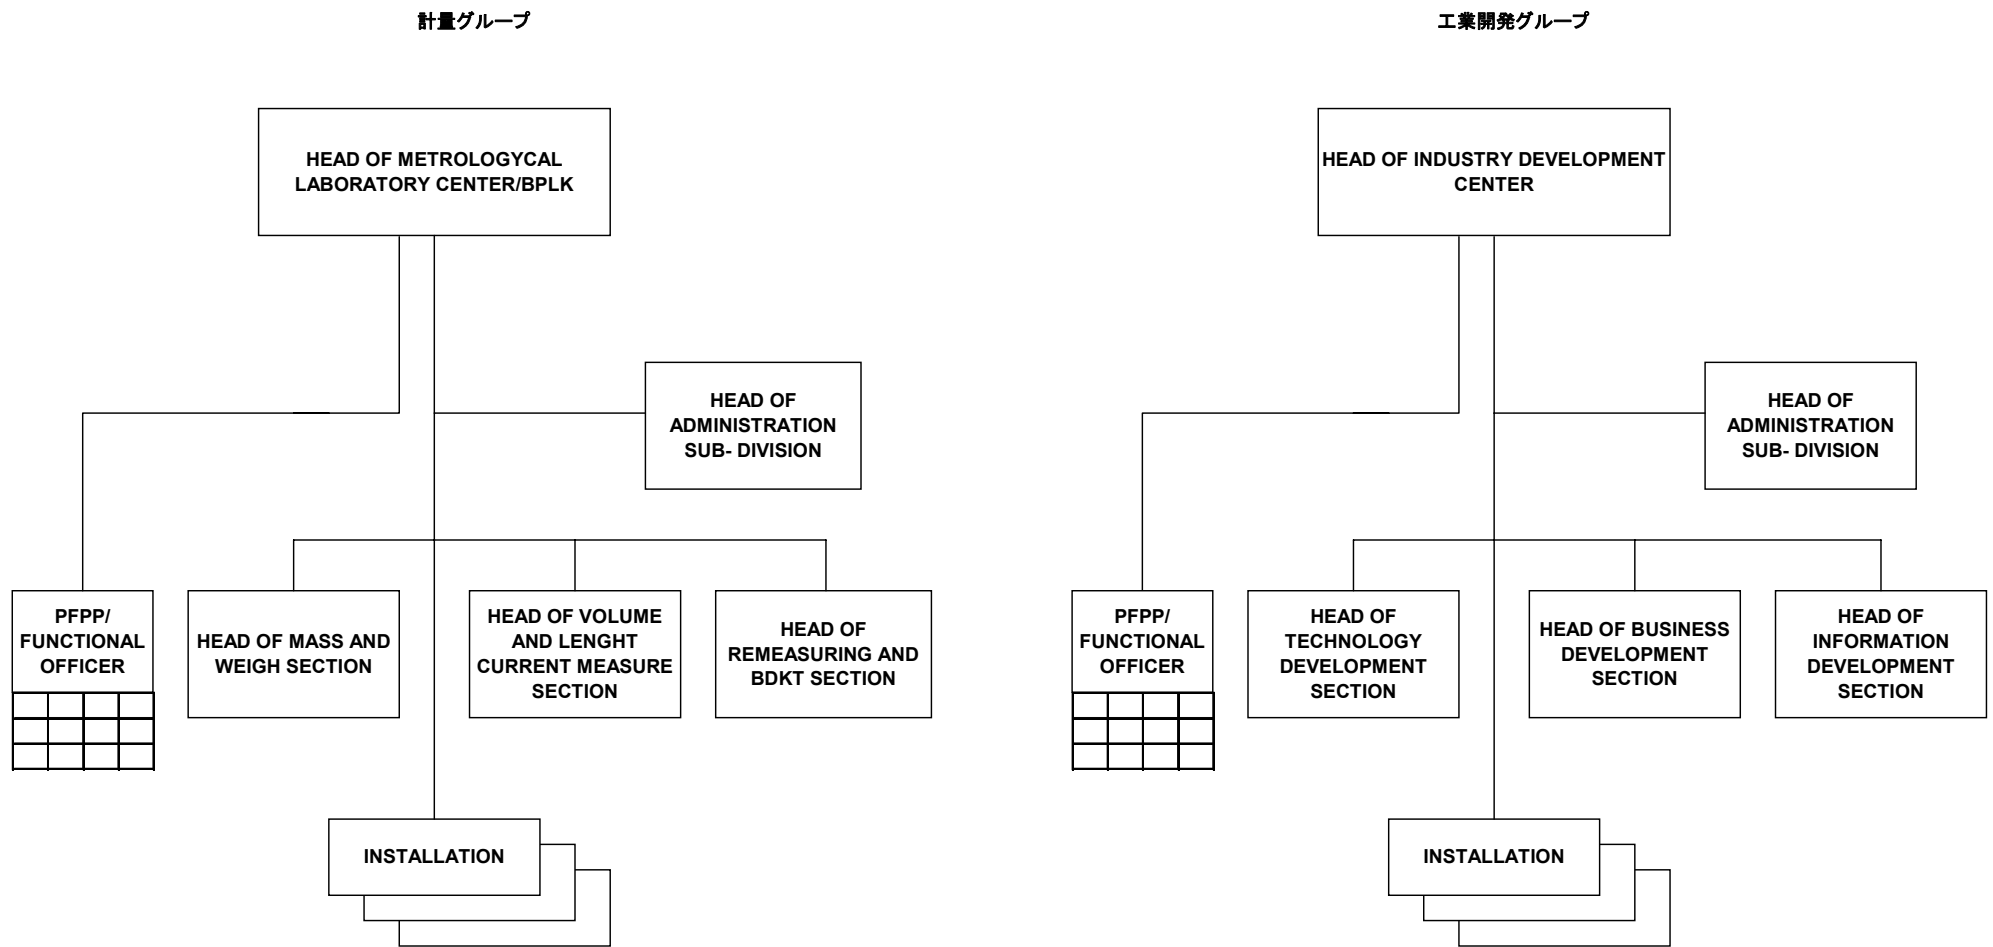 計量グループ
HEAD OF METROLOGYCAL
LABORATORY CENTER/BPLK
HEAD OF
ADMINISTRATION
SUB- DIVISION
PFPP/
FUNCTIONAL
OFFICER
HEAD OF MASS AND
WEIGH SECTION
HEAD OF VOLUME
AND LENGHT
CURRENT MEASURE
SECTION
HEAD OF
REMEASURING AND
BDKT SECTION
INSTALLATION
工業開発グループ
HEAD OF INDUSTRY DEVELOPMENT
CENTER
HEAD OF
ADMINISTRATION
SUB- DIVISION
PFPP/
FUNCTIONAL
OFFICER
HEAD OF
TECHNOLOGY
DEVELOPMENT
SECTION
HEAD OF BUSINESS
DEVELOPMENT
SECTION
HEAD OF
INFORMATION
DEVELOPMENT
SECTION
INSTALLATION